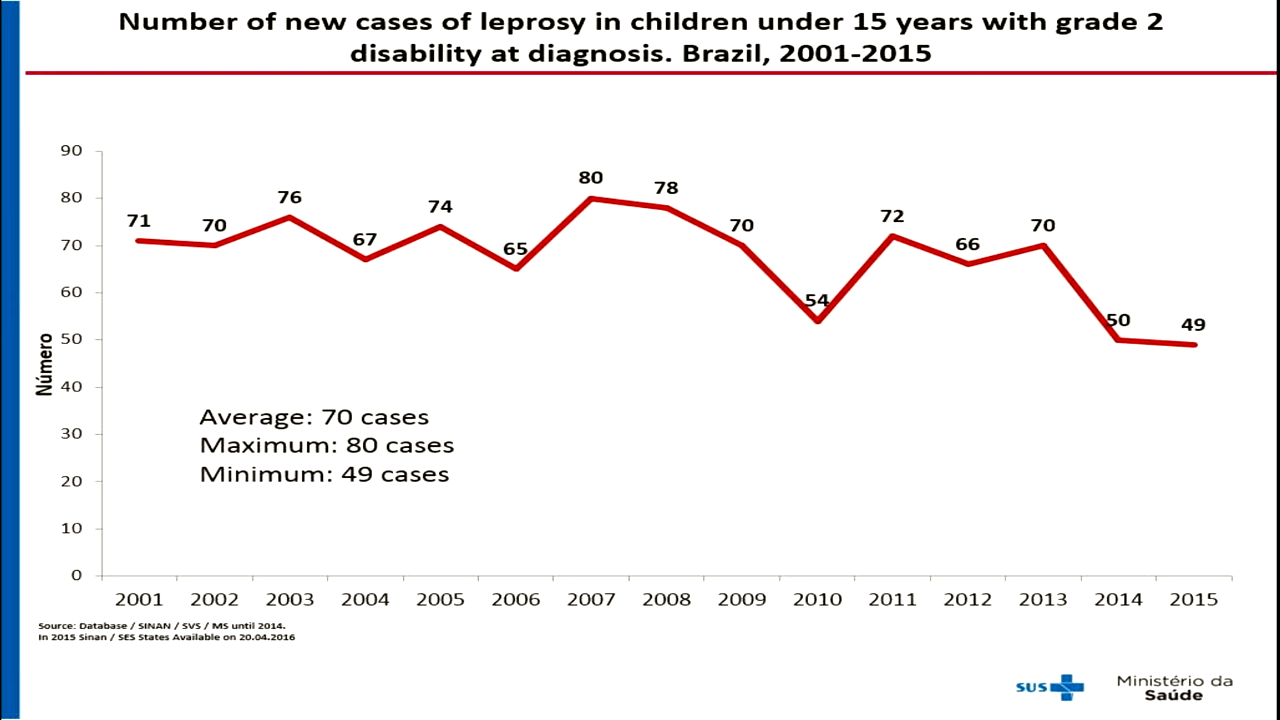 Number of new cases of leprosy in children under 15 years with grade 2
disability at diagnosis. Brazil, 2001-2015
90
80
70
60
50
40
30
20
10
0
Número
71
70
76
67
74
65
80
78
70
54
72
66
70
50
49
Average: 70 cases
Maximum: 80 cases
Minimum: 49 cases
2001 2002 2003 2004 2005 2006 2007 2008 2009 2010 2011 2012 2013 2014 2015
Source: Database / SINAN / SVS / MS until 2014.
In 2015 Sinan / SES States Available on 20.04.2016
SUS
Ministério da
Saúde